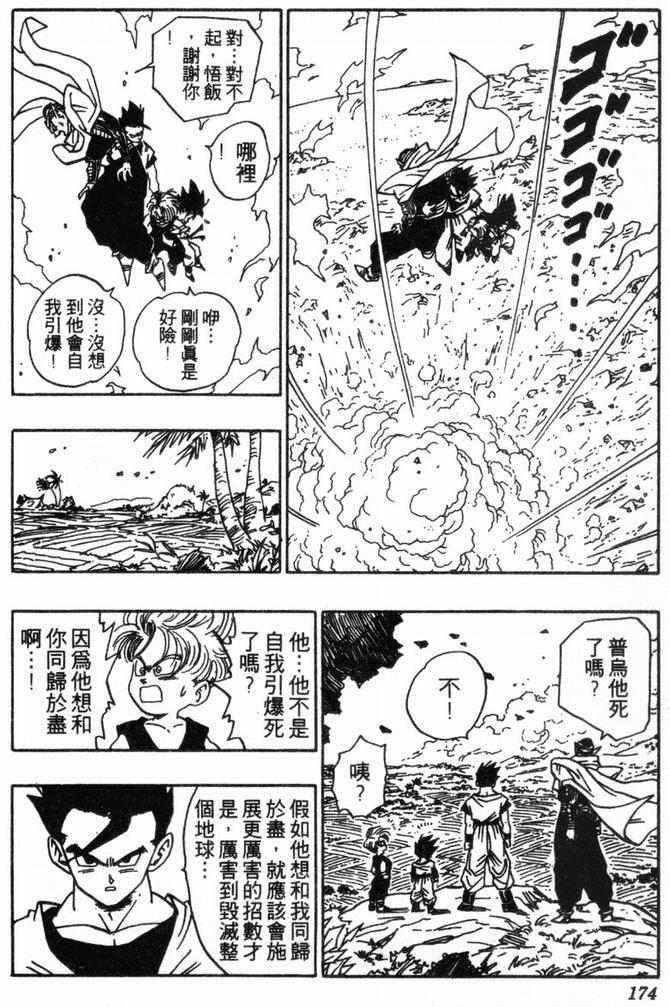 ゴゴゴゴ…
對…對不
起，悟飯
，謝謝你
！
哪裡
！
咿…
剛剛真是
好險！
沒…沒想
到他會自
我引爆！
普烏他死
了嗎？
不！
咦？
他…他不是
自我引爆死
了嗎？
因為他想和
你同歸於盡
啊…！
假如他想和我同歸
於盡，就應該會施
展更厲害的招數才
是，厲害到毀滅整
個地球…
174